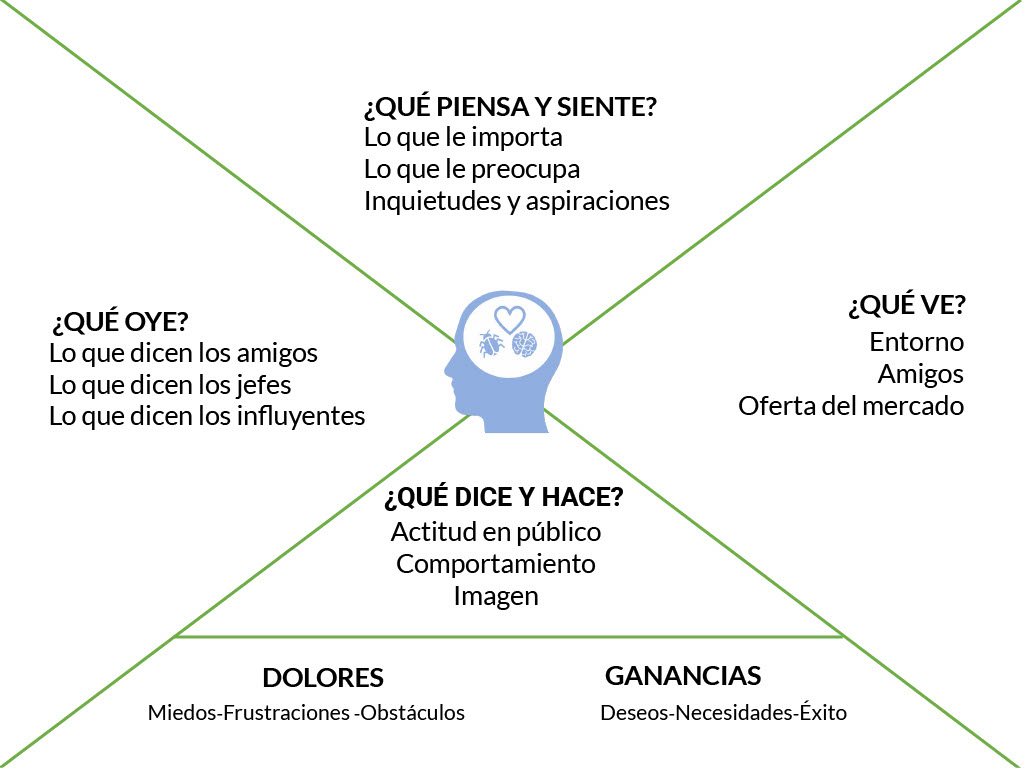 ¿QUÉ PIENSA Y SIENTE?
Lo que le importa
Lo que le preocupa
Inquietudes y aspiraciones
¿QUÉ OYE?
Lo que dicen los amigos
Lo que dicen los jefes
Lo que dicen los influyentes
¿QUÉ VE?
Entorno
Amigos
Oferta del mercado
¿QUÉ DICE Y HACE?
Actitud en público
Comportamiento
Imagen
DOLORES
Miedos-Frustraciones -Obstáculos
GANANCIAS
Deseos-Necesidades-Éxito